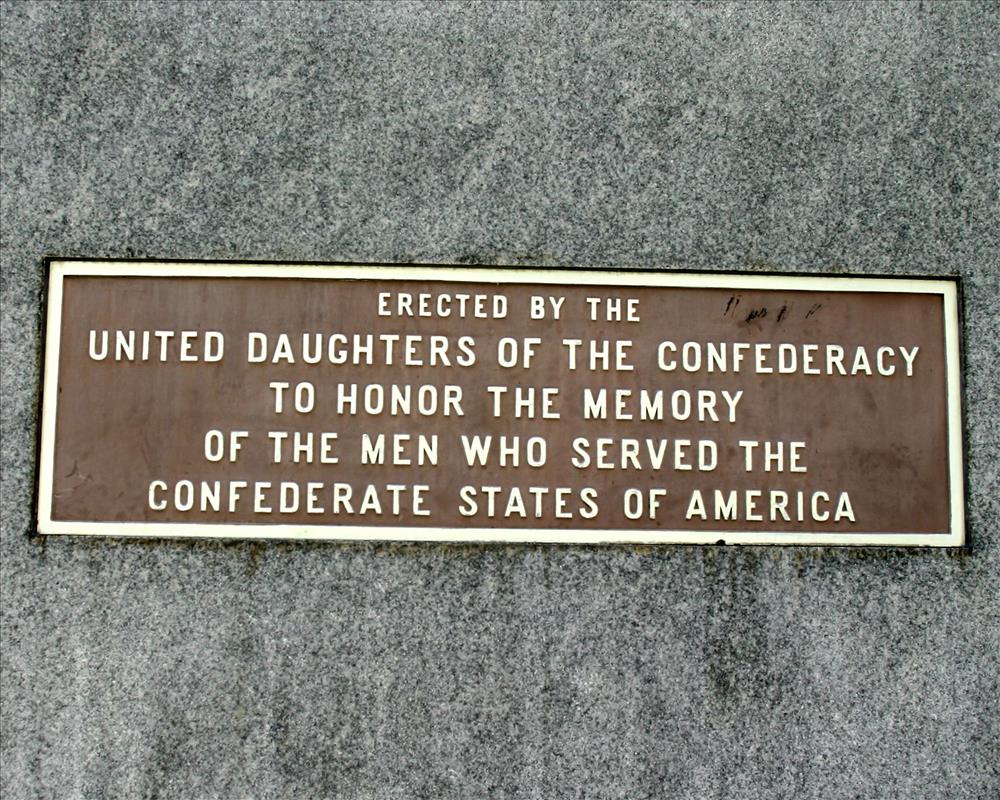 ERECTED BY THE
UNITED DAUGHTERS OF THE CONFEDERACY
TO HONOR THE MEMORY
OF THE MEN WHO SERVED THE
CONFEDERATE STATES OF AMERICA